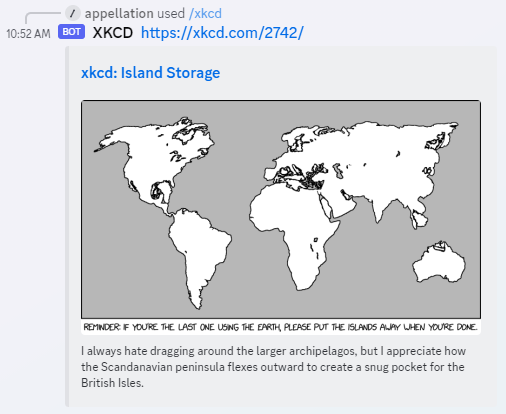 / appellation used /xkcd
10:52 AM BOT XKCD https://xkcd.com/2742/
xkcd: Island Storage
REMINDER: IF YOU'RE THE LAST ONE USING THE EARTH, PLEASE PUT THE ISLANDS AWAY WHEN YOU'RE DONE.
I always hate dragging around the larger archipelagos, but I appreciate how
the Scandanavian peninsula flexes outward to create a snug pocket for the
British Isles.